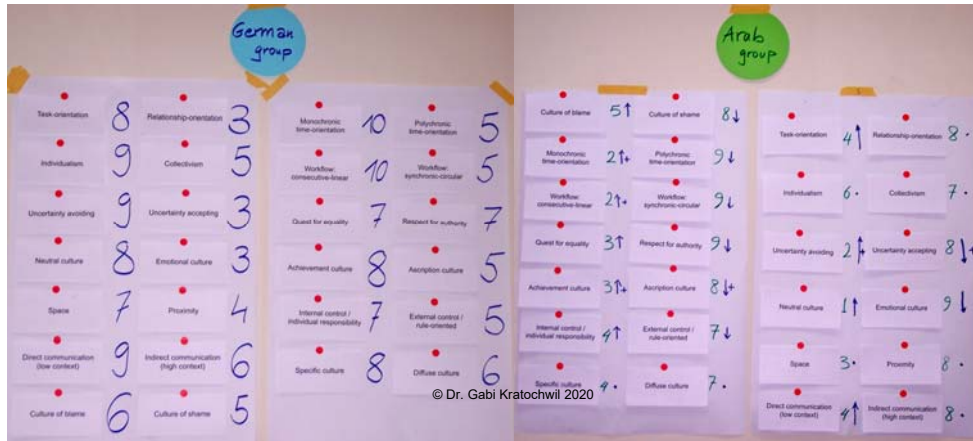 German
group
Task-orientation 8 Relationship-orientation 3
Individualism 9 Collectivism 5
Uncertainty avoiding 9 Uncertainty accepting 3
Neutral culture 8 Emotional culture 3
Space 7 Proximity 4
Direct communication
(low context) 9 Indirect communication
(high context) 6
Culture of blame 6 Culture of shame 5
Monochronic
time-orientation 10 Polychronic
time-orientation 5
Workflow:
consecutive-linear 10 Workflow:
synchronic-circular 5
Quest for equality 7 Respect for authority 7
Achievement culture 8 Ascription culture 5
Internal control /
individual responsibility 7 External control /
rule-oriented 5
Specific culture 8 Diffuse culture 6
Arab
group
Culture of blame 5↑ Culture of shame 8↓
Monochronic
time-orientation 2↑+ Polychronic
time-orientation 9↓
Workflow:
consecutive-linear 2↑+ Workflow:
synchronic-circular 9↓
Quest for equality 3↑ Respect for authority 9↓
Achievement culture 3↑+ Ascription culture 8↓+
Internal control /
individual responsibility 4↑ External control /
rule-oriented 7↓
Specific culture 4• Diffuse culture 7•
Task-orientation 4↑ Relationship-orientation 8•
Individualism 6• Collectivism 7•
Uncertainty avoiding 2↑+ Uncertainty accepting 8↓+
Neutral culture 1↑ Emotional culture 9↓
Space 3• Proximity 8•
Direct communication
(low context) 4↑ Indirect communication
(high context) 8•
© Dr. Gabi Kratochwil 2020